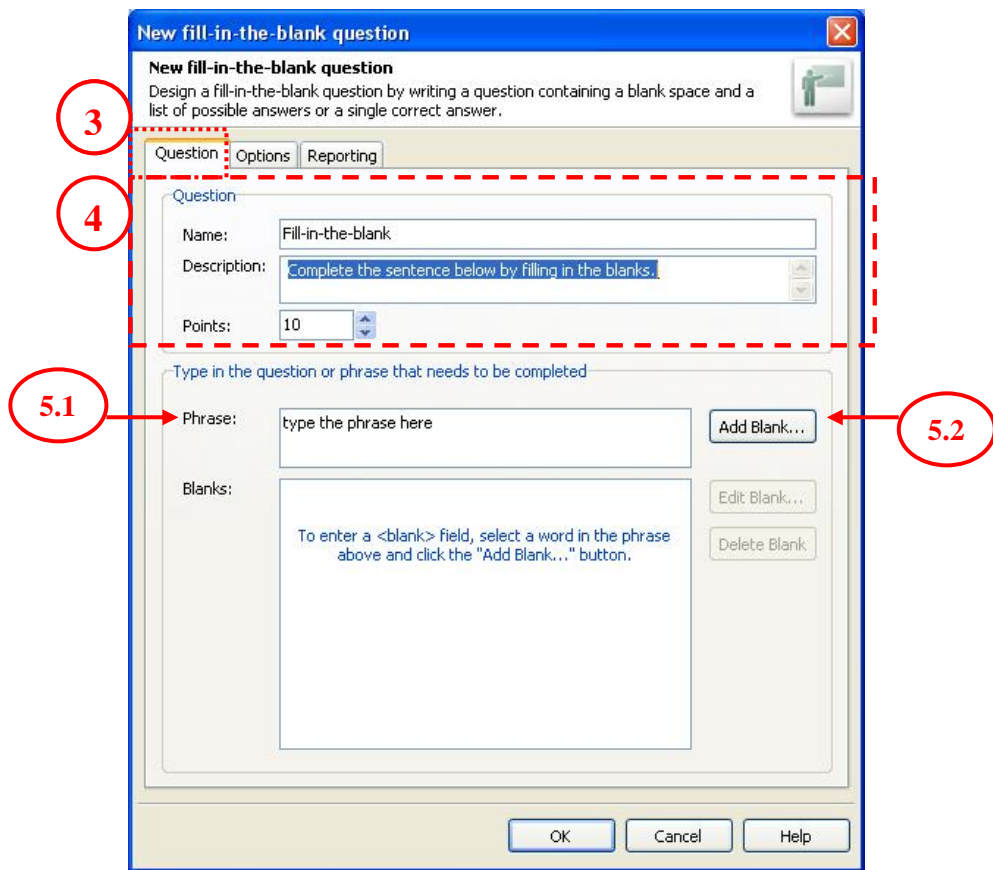 New fill-in-the-blank question
New fill-in-the-blank question
Design a fill-in-the-blank question by writing a question containing a blank space and a
list of possible answers or a single correct answer.
3
Question Options Reporting
4
Question
Name: Fill-in-the-blank
Description: Complete the sentence below by filling in the blanks.
Points: 10
Type in the question or phrase that needs to be completed
5.1
Phrase: type the phrase here Add Blank...
5.2
Blanks: Edit Blank...
To enter a <blank> field, select a word in the phrase
above and click the "Add Blank..." button.
Delete Blank
OK Cancel Help